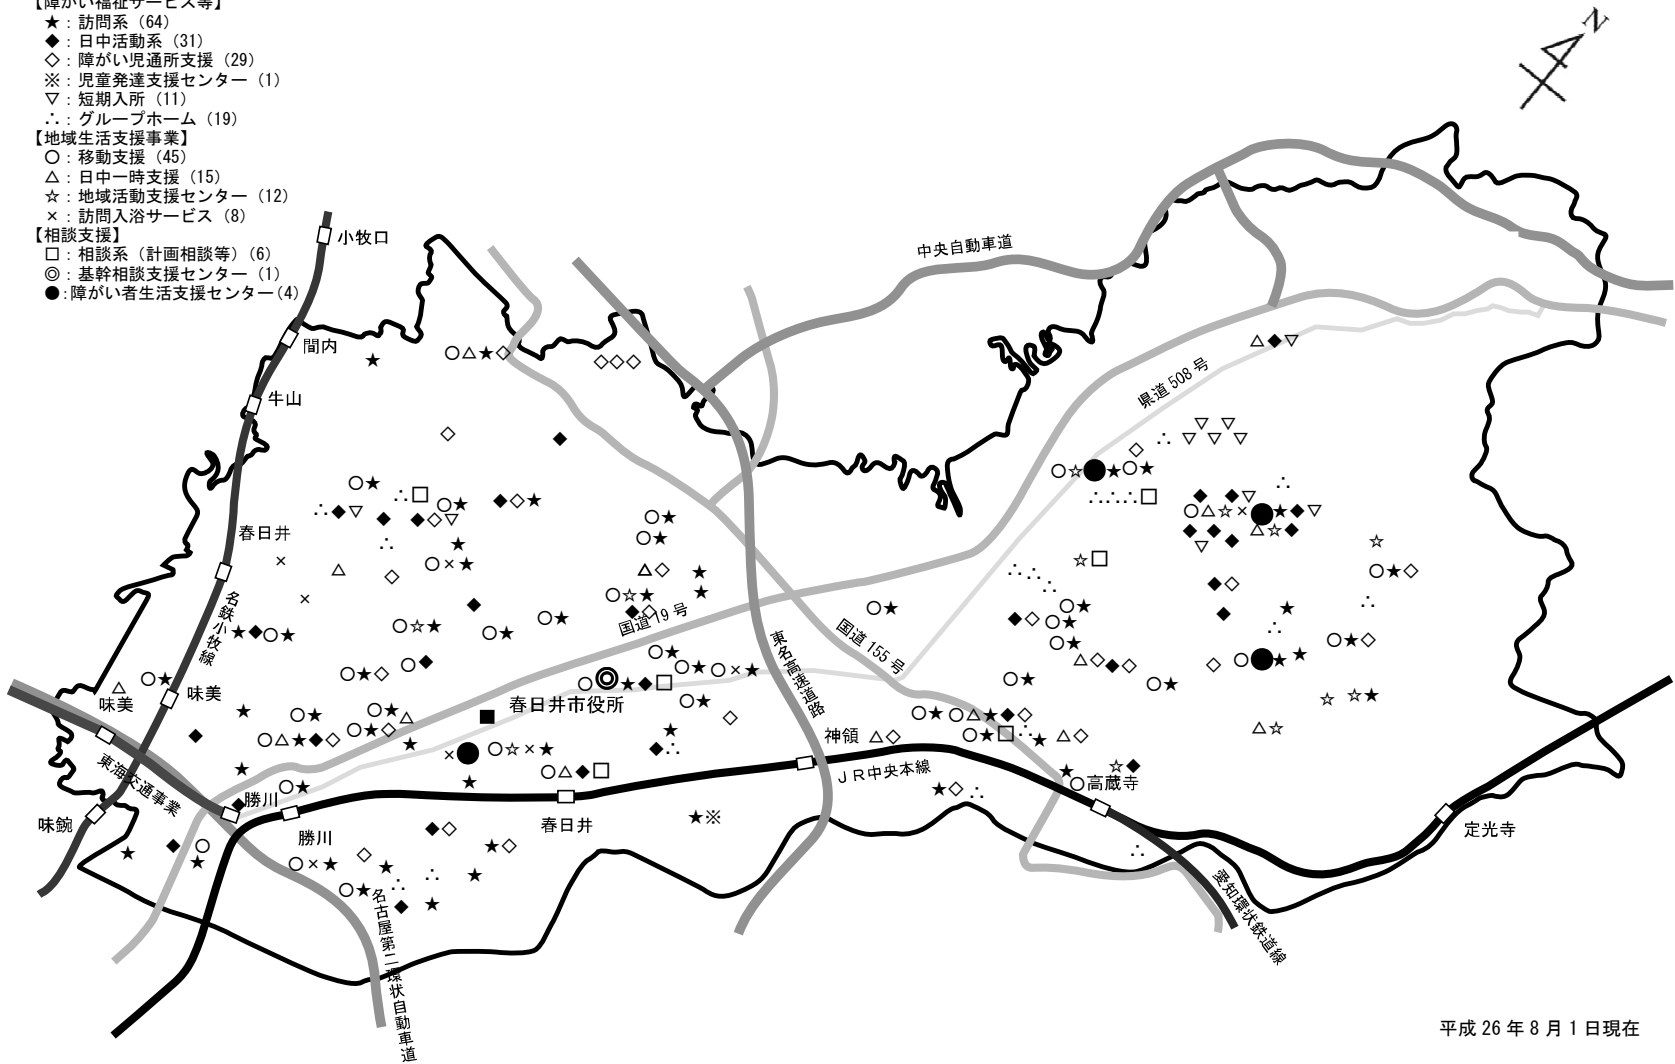 【障がい福祉サービス等】
★：訪問系（64）
◆：日中活動系（31）
◇：障がい児通所支援（29）
※：児童発達支援センター（1）
▽：短期入所（11）
∴：グループホーム（19）
【地域生活支援事業】
○：移動支援（45）
△：日中一時支援（15）
☆：地域活動支援センター（12）
×：訪問入浴サービス（8）
【相談支援】
□：相談系（計画相談等）（6）
◎：基幹相談支援センター（1）
●：障がい者生活支援センター（4）
N
小牧口
中央自動車道
間内
牛山
県道508号
春日井
名鉄小牧線
国道19号
国道155号
東名高速道路
味美
味美
春日井市役所
神領
ＪＲ中央本線
東海交通事業
高蔵寺
勝川
味鋺
勝川
春日井
定光寺
愛知環状鉄道線
名古屋第二環状自動車道
平成26年8月1日現在